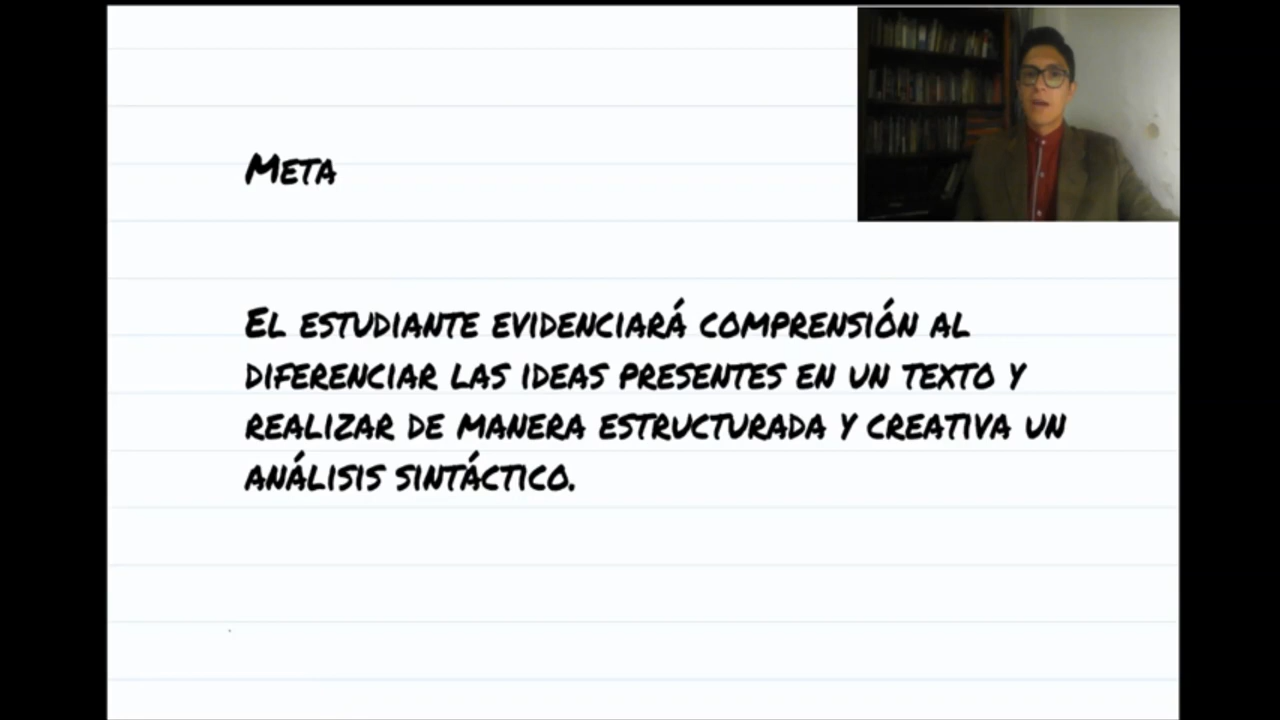 Meta
El estudiante evidenciará comprensión al
diferenciar las ideas presentes en un texto y
realizar de manera estructurada y creativa un
análisis sintáctico.